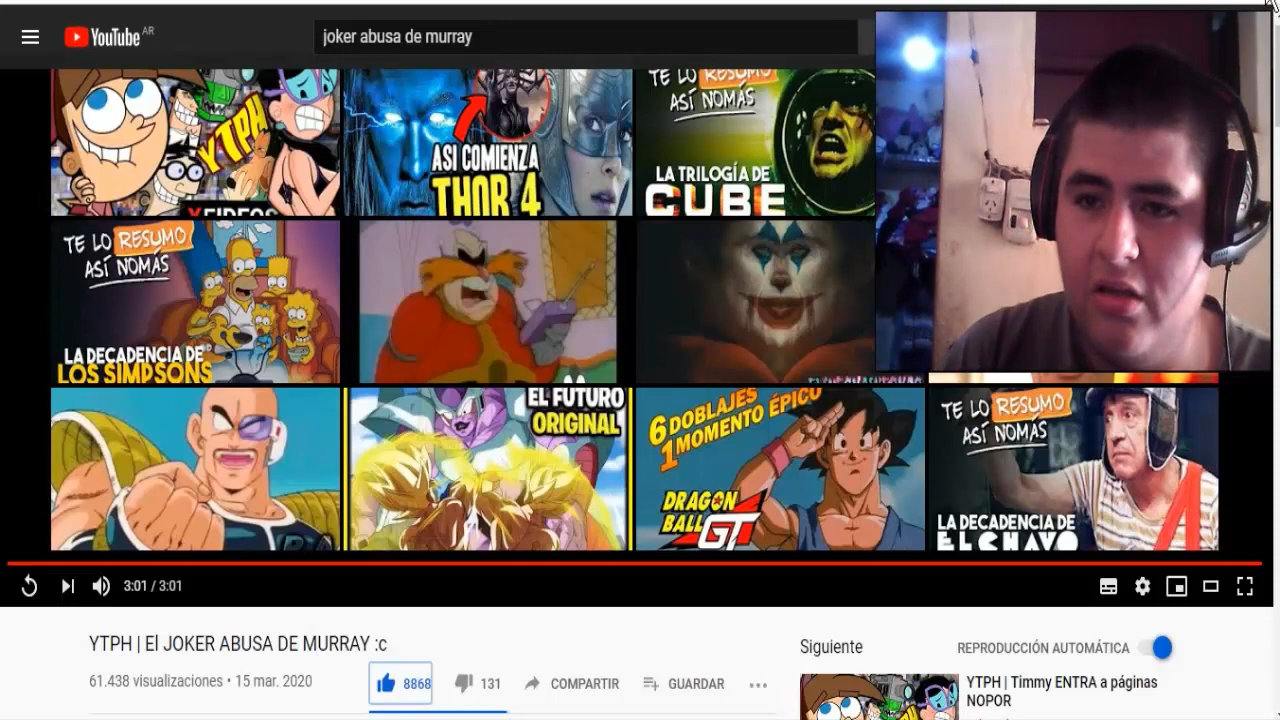 YouTube AR
joker abusa de murray
YTPH
ASI COMIENZA
THOR 4
TE LO RESUMO
ASÍ NOMÁS
LA TRILOGÍA DE
CUBE
TE LO RESUMO
ASÍ NOMÁS
LA DECADENCIA DE
LOS SIMPSONS
EL FUTURO
ORIGINAL
6 DOBLAJES
1 MOMENTO ÉPICO
DRAGON
BALL GT
TE LO RESUMO
ASÍ NOMÁS
LA DECADENCIA DE
EL CHAVO
3:01 / 3:01
YTPH | El JOKER ABUSA DE MURRAY :c
Siguiente
REPRODUCCIÓN AUTOMÁTICA
61.438 visualizaciones • 15 mar. 2020
8868
131
COMPARTIR
GUARDAR
YTPH | Timmy ENTRA a páginas
NOPOR